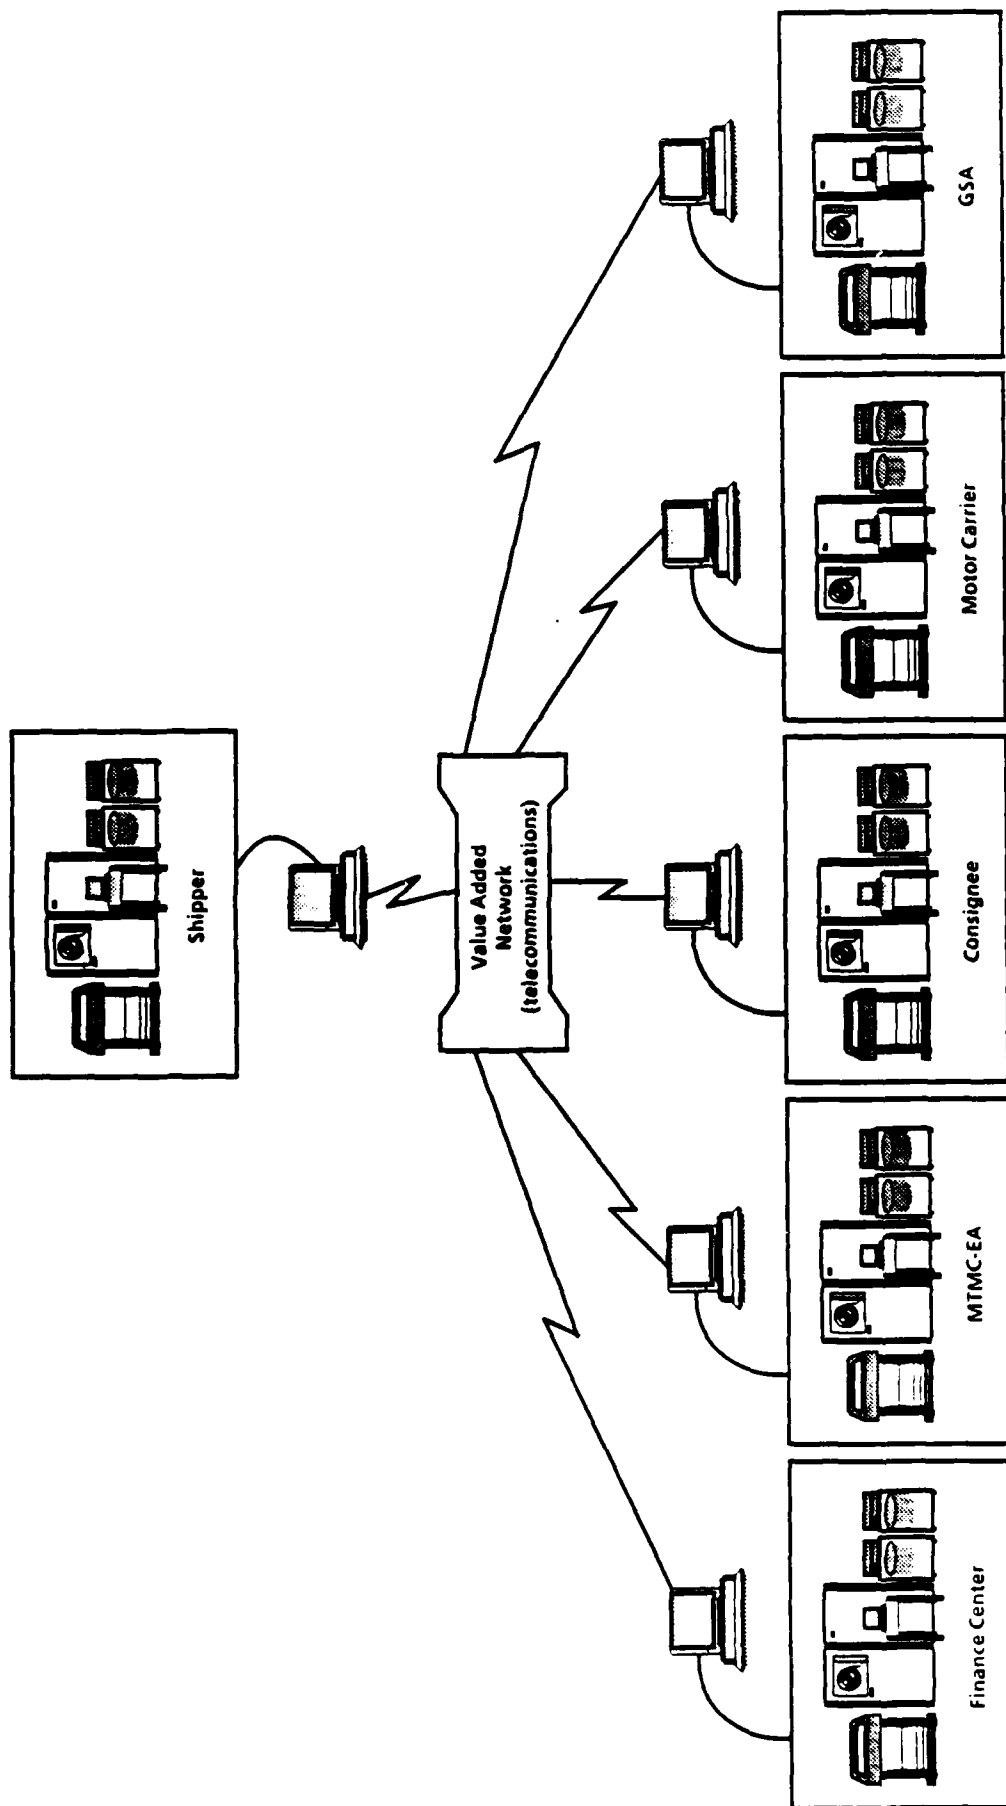 Shipper
Value Added
Network
(telecommunications)
Finance Center
MTMC-EA
Consignee
Motor Carrier
GSA